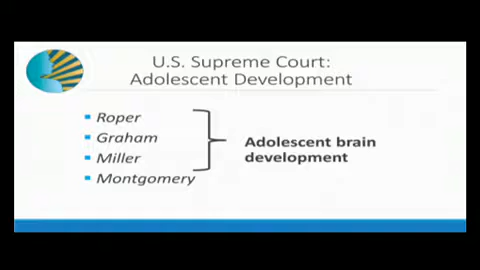 U.S. Supreme Court:
Adolescent Development
Roper
Graham
Miller
Montgomery
Adolescent brain
development